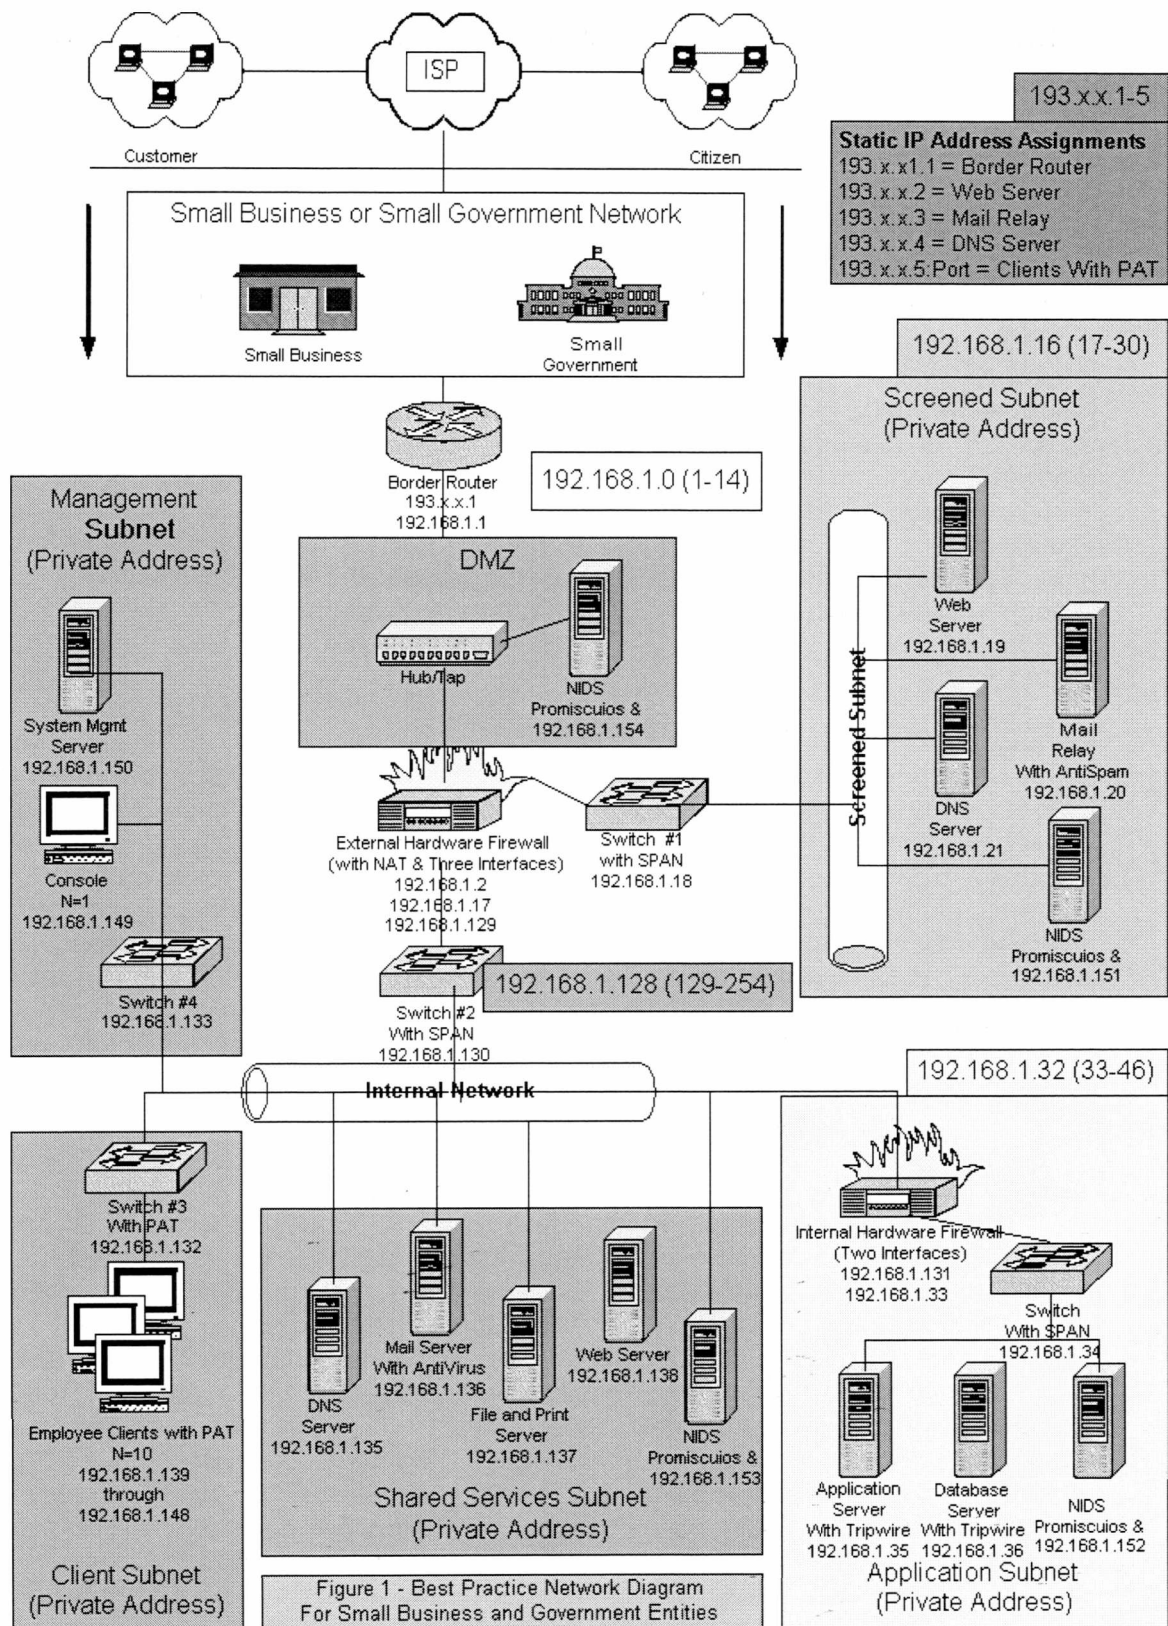 ISP
Customer
Citizen
193.x.x.1-5
Static IP Address Assignments
193.x.x1.1 = Border Router
193.x.x.2 = Web Server
193.x.x.3 = Mail Relay
193.x.x.4 = DNS Server
193.x.x.5:Port = Clients With PAT
Small Business or Small Government Network
Small Business
Small
Government
192.168.1.16 (17-30)
Screened Subnet
(Private Address)
Border Router
193.x.x.1
192.168.1.1
192.168.1.0 (1-14)
Management
Subnet
(Private Address)
System Mgmt
Server
192.168.1.150
Console
N=1
192.168.1.149
Switch #4
192.168.1.133
DMZ
Hub/Tap
NIDS
Promiscuios &
192.168.1.154
External Hardware Firewall
(with NAT & Three Interfaces)
192.168.1.2
192.168.1.17
192.168.1.129
Switch #1
with SPAN
192.168.1.18
Screened Subnet
Web
Server
192.168.1.19
Mail
Relay
With AntiSpam
192.168.1.20
DNS
Server
192.168.1.21
NIDS
Promiscuios &
192.168.1.151
192.168.1.128 (129-254)
Switch #2
With SPAN
192.168.1.130
Internal Network
192.168.1.32 (33-46)
Switch #3
With PAT
192.168.1.132
Employee Clients with PAT
N=10
192.168.1.139
through
192.168.1.148
Client Subnet
(Private Address)
DNS
Server
192.168.1.135
Mail Server
With AntiVirus
192.168.1.136
File and Print
Server
192.168.1.137
Web Server
192.168.1.138
NIDS
Promiscuios &
192.168.1.153
Shared Services Subnet
(Private Address)
Internal Hardware Firewall
(Two Interfaces)
192.168.1.131
192.168.1.33
Switch
With SPAN
192.168.1.34
Application
Server
With Tripwire
192.168.1.35
Database
Server
With Tripwire
192.168.1.36
NIDS
Promiscuios &
192.168.1.152
Application Subnet
(Private Address)
Figure 1 - Best Practice Network Diagram
For Small Business and Government Entities